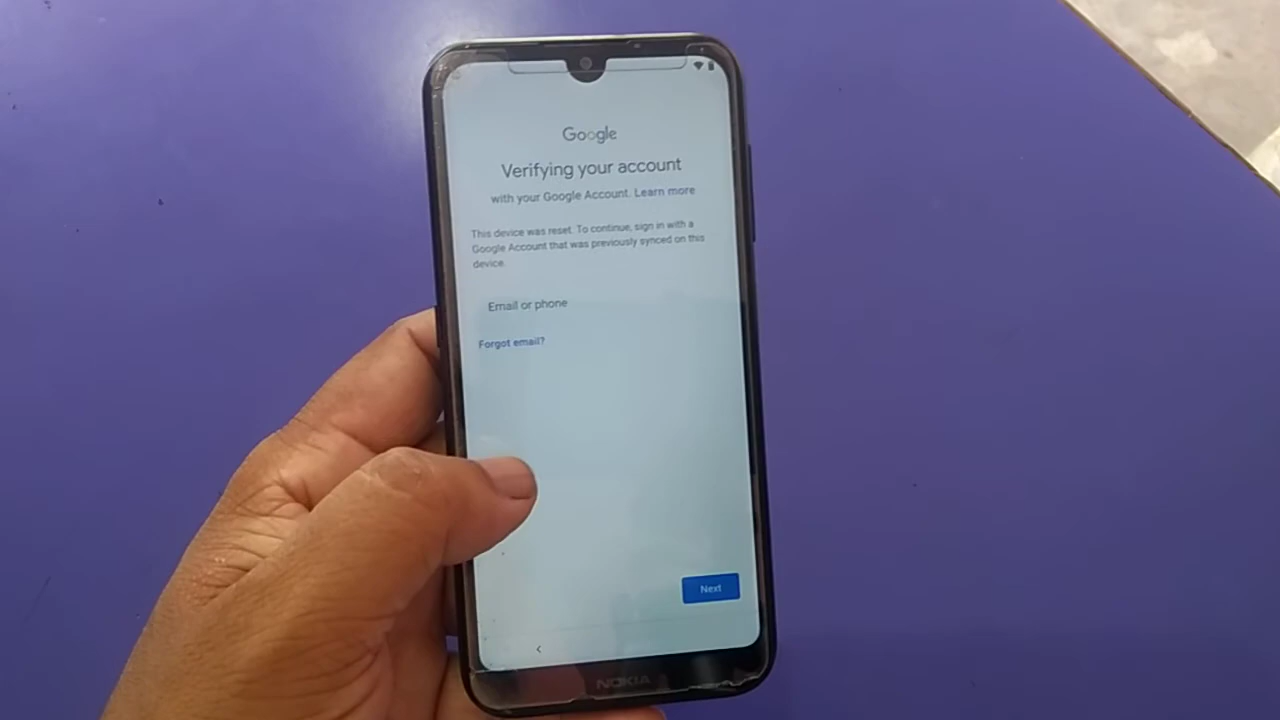 Google
Verifying your account
with your Google Account. Learn more
This device was reset. To continue, sign in with a
Google Account that was previously synced on this
device.
Email or phone
Forgot email?
Next
NOKIA